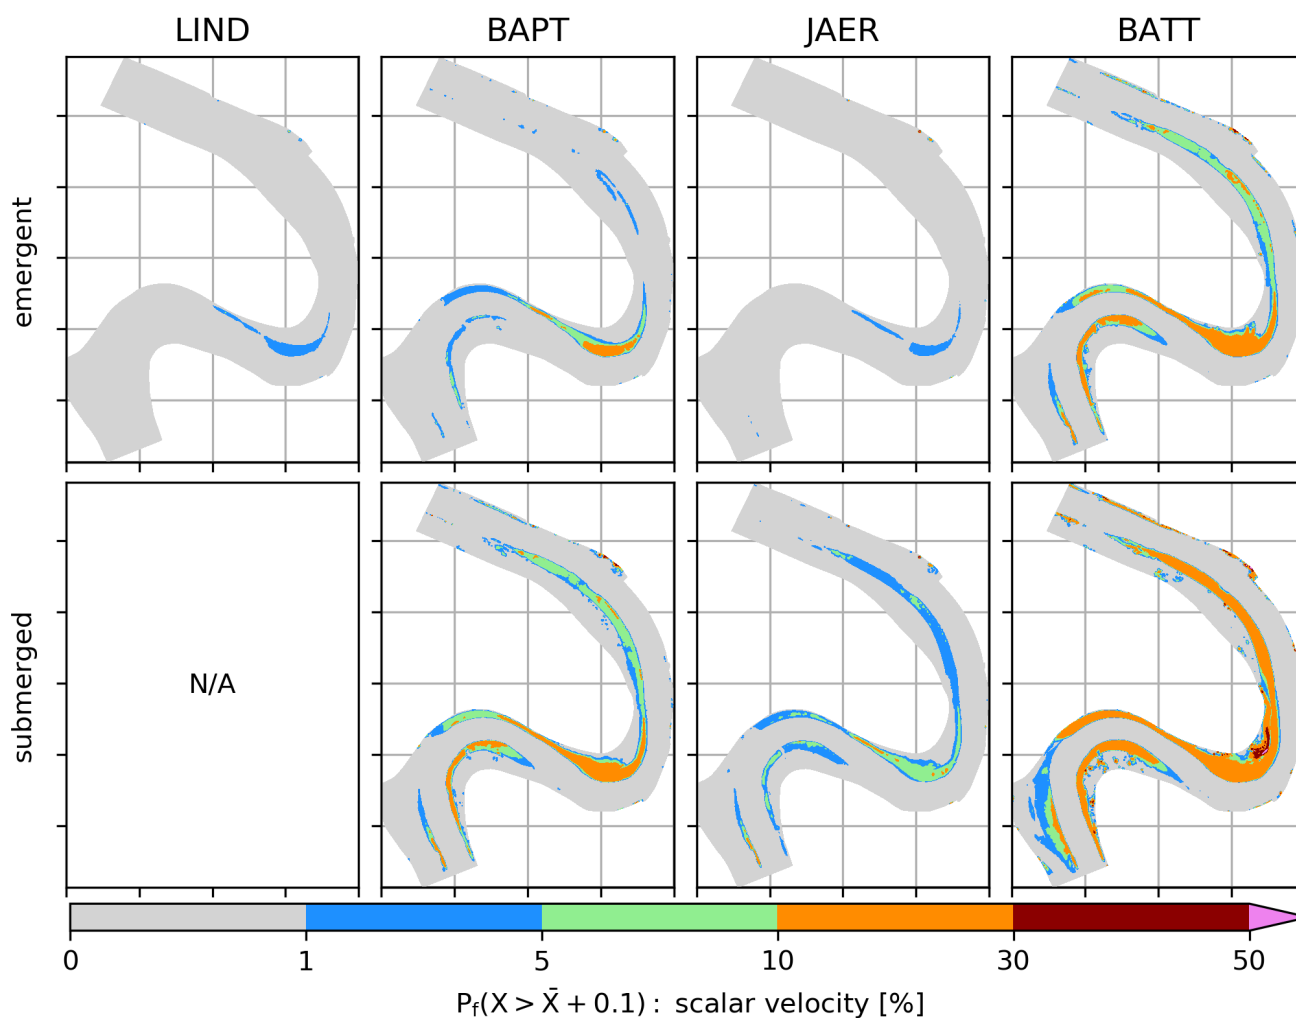 LIND BAPT JAER BATT
emergent
submerged
N/A
0 1 5 10 30 50
P_f(X > X̄ + 0.1) : scalar velocity [%]